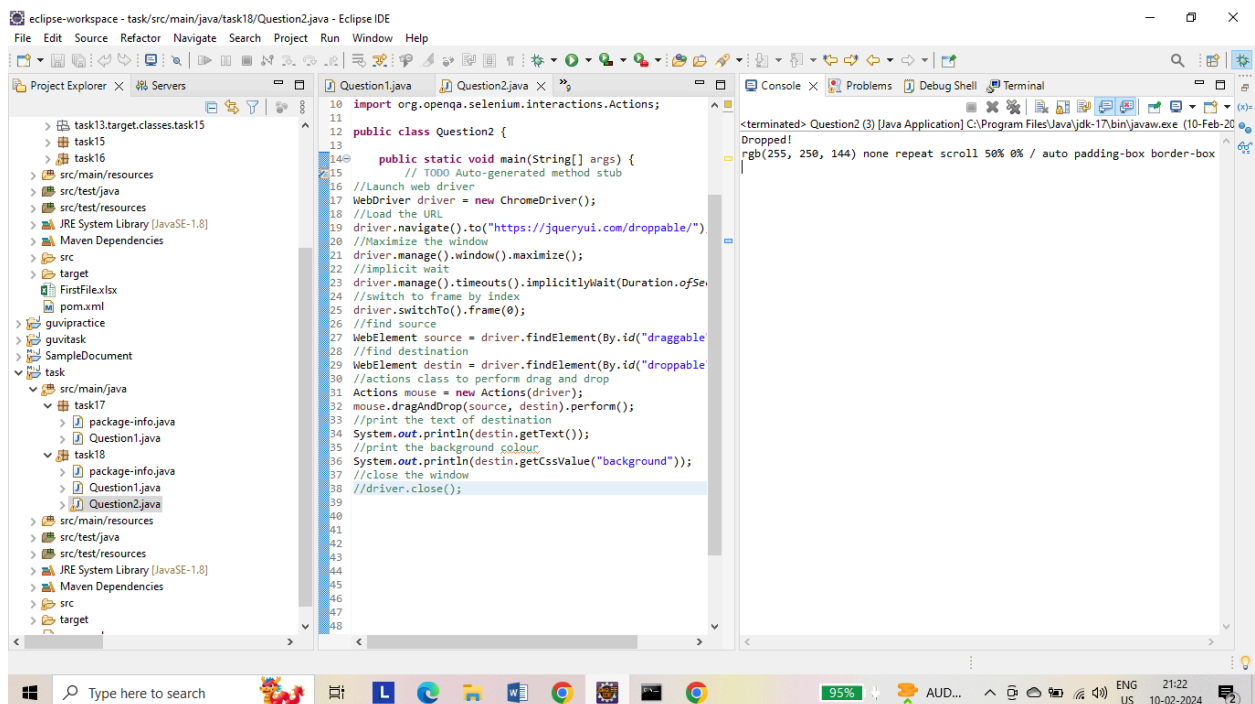 eclipse-workspace - task/src/main/java/task18/Question2.java - Eclipse IDE
File Edit Source Refactor Navigate Search Project Run Window Help
Project Explorer Servers
task13.target.classes.task15
task15
task16
src/main/resources
src/test/java
src/test/resources
JRE System Library [JavaSE-1.8]
Maven Dependencies
src
target
FirstFile.xlsx
pom.xml
guvipractice
guvitask
SampleDocument
task
src/main/java
task17
package-info.java
Question1.java
task18
package-info.java
Question1.java
Question2.java
src/main/resources
src/test/java
src/test/resources
JRE System Library [JavaSE-1.8]
Maven Dependencies
src
target
Question1.java Question2.java »9
10 import org.openqa.selenium.interactions.Actions;
11
12 public class Question2 {
13
14 public static void main(String[] args) {
15 // TODO Auto-generated method stub
16 //Launch web driver
17 WebDriver driver = new ChromeDriver();
18 //Load the URL
19 driver.navigate().to("https://jqueryui.com/droppable/")
20 //Maximize the window
21 driver.manage().window().maximize();
22 //implicit wait
23 driver.manage().timeouts().implicitlyWait(Duration.ofSe
24 //switch to frame by index
25 driver.switchTo().frame(0);
26 //find source
27 WebElement source = driver.findElement(By.id("draggable
28 //find destination
29 WebElement destin = driver.findElement(By.id("droppable
30 //actions class to perform drag and drop
31 Actions mouse = new Actions(driver);
32 mouse.dragAndDrop(source, destin).perform();
33 //print the text of destination
34 System.out.println(destin.getText());
35 //print the background colour
36 System.out.println(destin.getCssValue("background"));
37 //close the window
38 //driver.close();
39
40
41
42
43
44
45
46
47
48
Console Problems Debug Shell Terminal
<terminated> Question2 (3) [Java Application] C:\Program Files\Java\jdk-17\bin\javaw.exe (10-Feb-20
Dropped!
rgb(255, 250, 144) none repeat scroll 50% 0% / auto padding-box border-box
Type here to search
L
95%
AUD...
ENG
US
21:22
10-02-2024
2